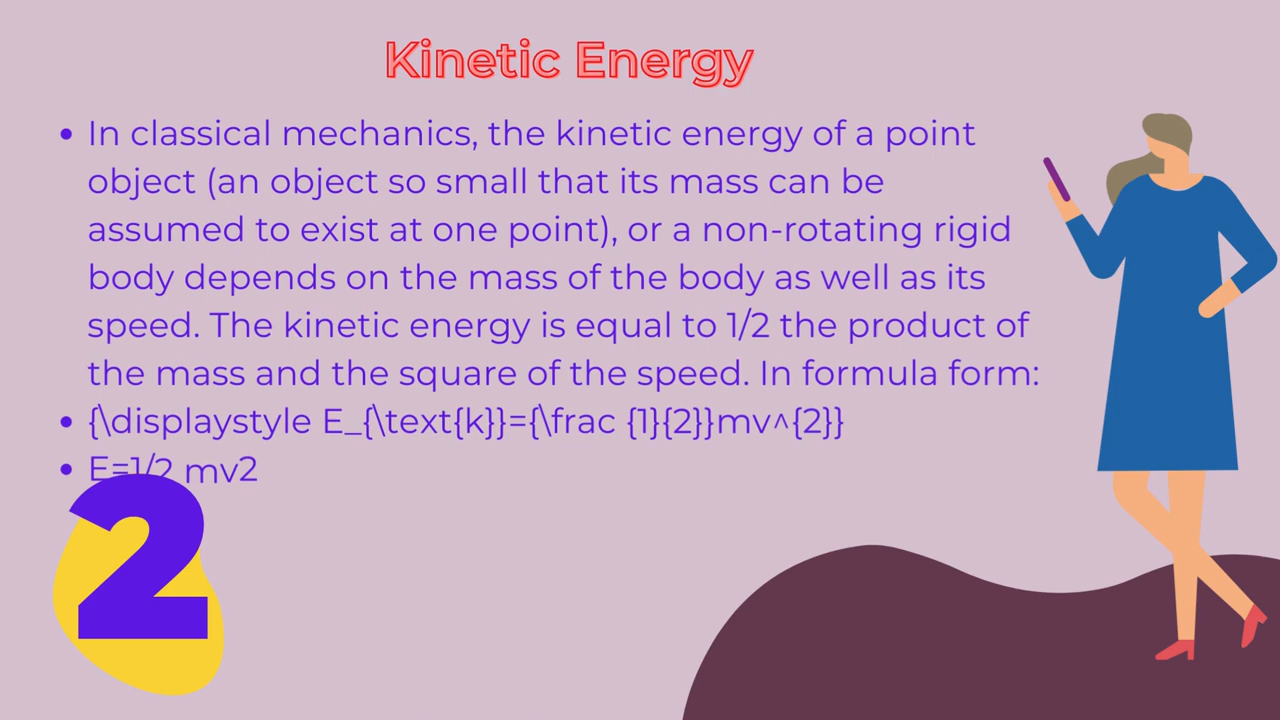 Kinetic Energy
• In classical mechanics, the kinetic energy of a point
object (an object so small that its mass can be
assumed to exist at one point), or a non-rotating rigid
body depends on the mass of the body as well as its
speed. The kinetic energy is equal to 1/2 the product of
the mass and the square of the speed. In formula form:
• {\displaystyle E_{\text{k}}={\frac {1}{2}}mv^{2}}
• E=1/2 mv2
2